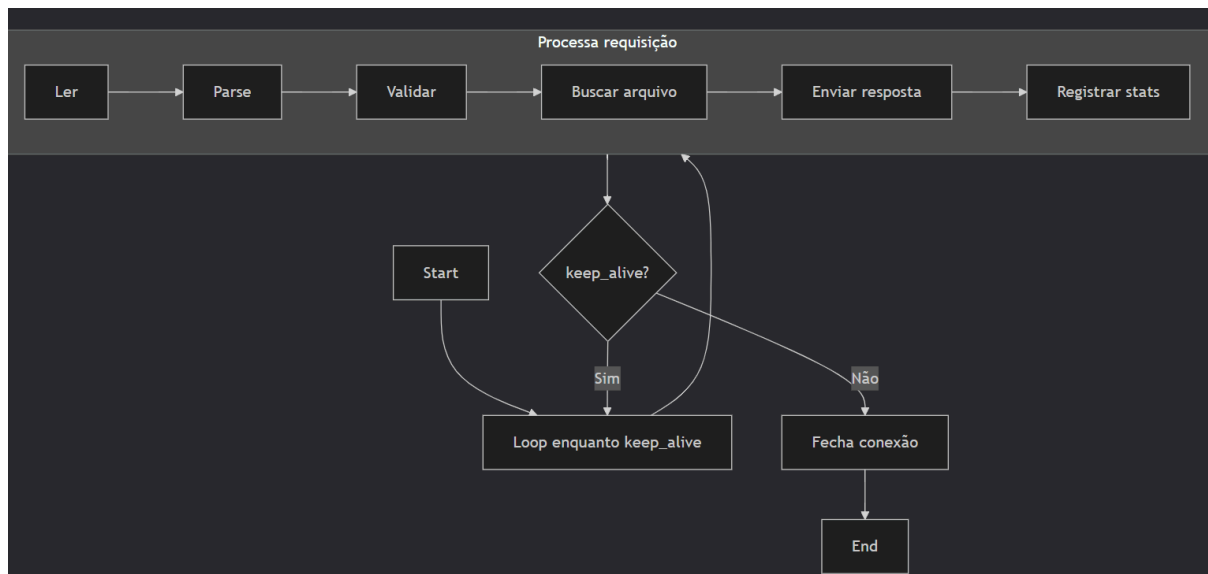 Processa requisição
Ler
Parse
Validar
Buscar arquivo
Enviar resposta
Registrar stats
Start
keep_alive?
Sim
Não
Loop enquanto keep_alive
Fecha conexão
End